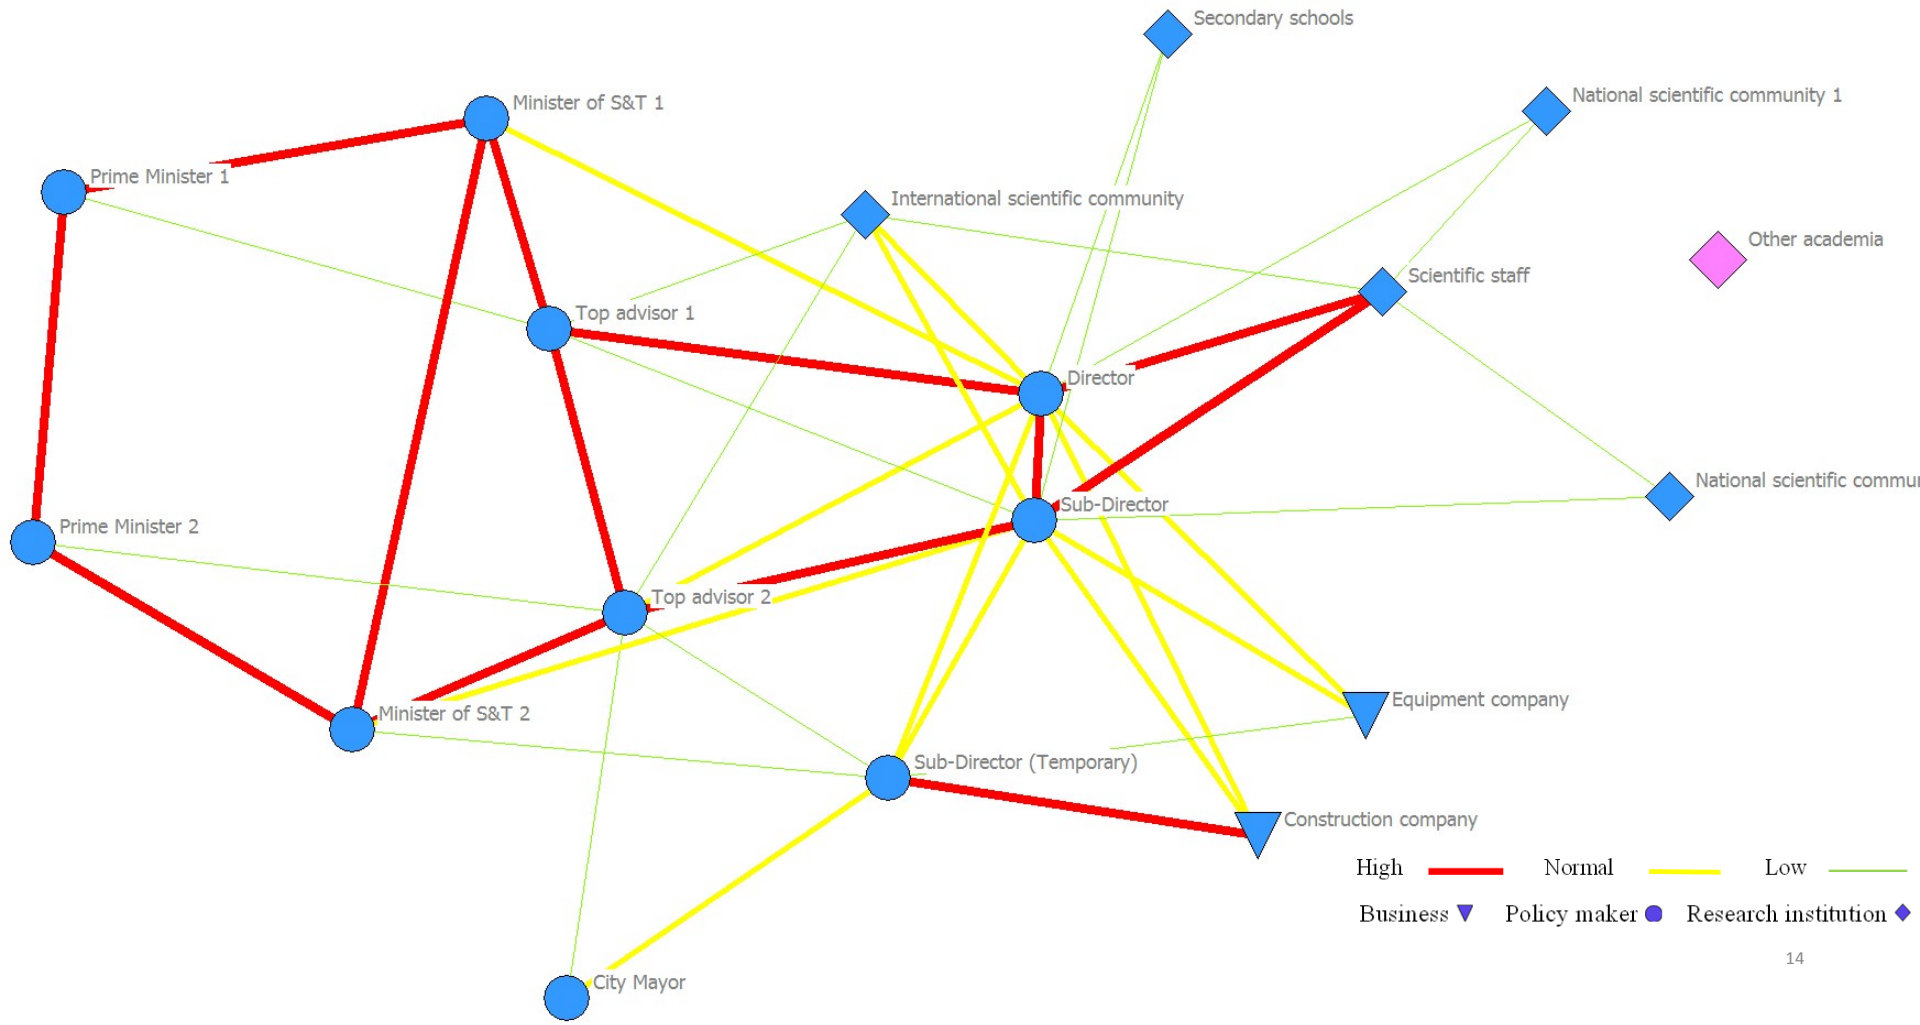 Secondary schools
National scientific community 1
Minister of S&T 1
Prime Minister 1
International scientific community
Other academia
Scientific staff
Top advisor 1
Director
National scientific
Sub-Director
Prime Minister 2
Top advisor 2
Equipment company
Minister of S&T 2
Sub-Director (Temporary)
Construction company
High Normal Low
Business Policy maker Research institution
14
City Mayor